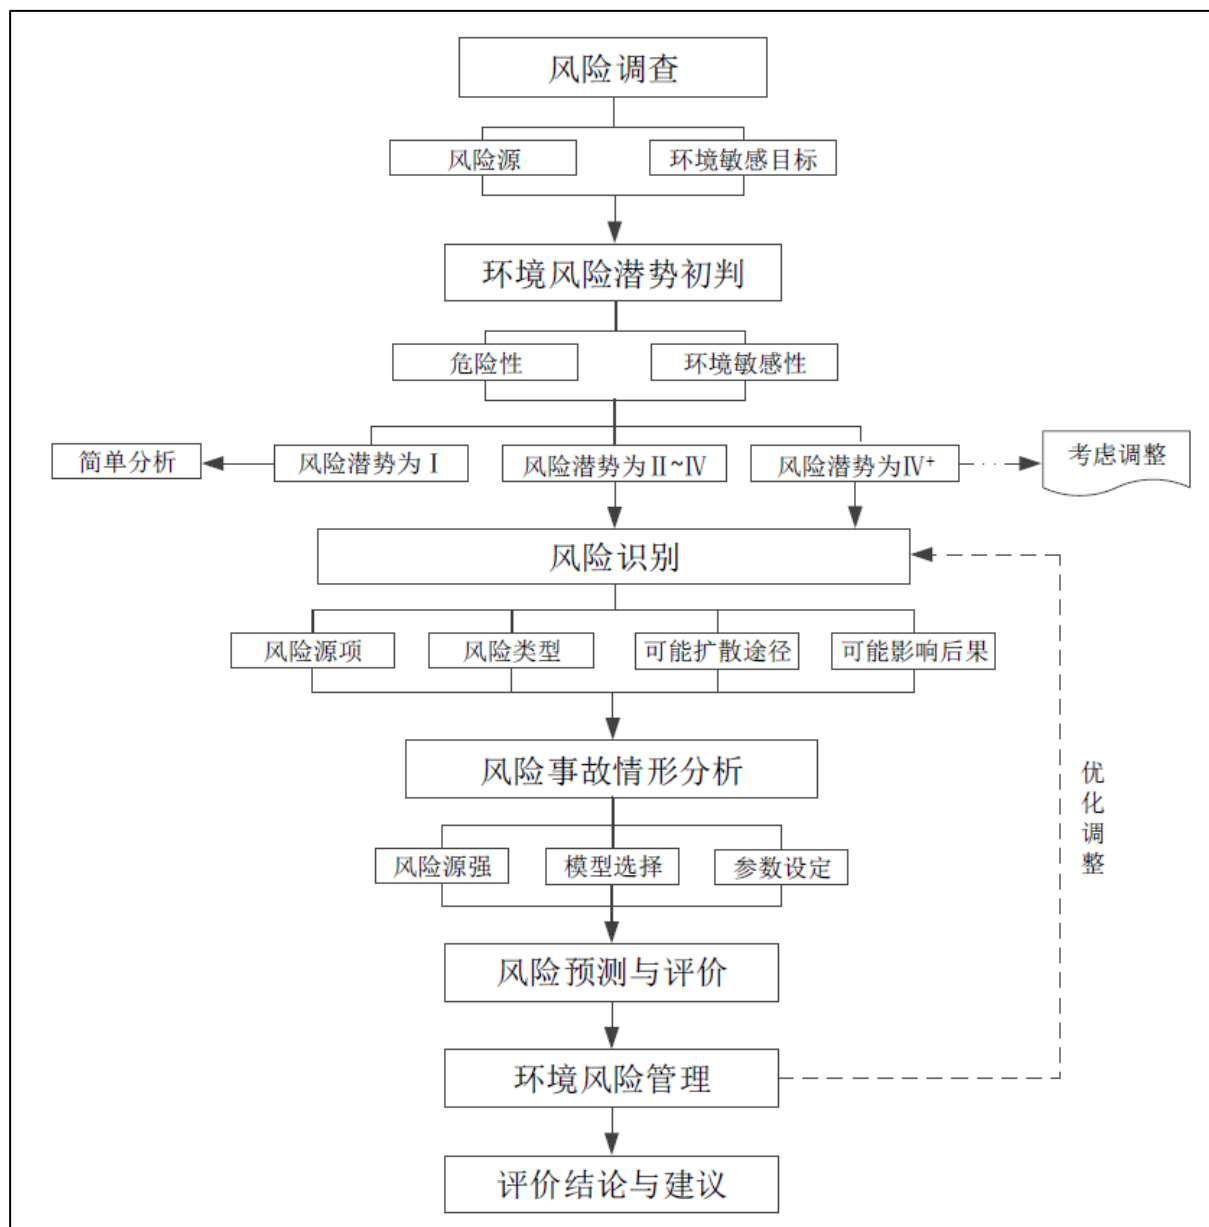 风险调查
风险源
环境敏感目标
环境风险潜势初判
危险性
环境敏感性
简单分析
风险潜势为Ⅰ
风险潜势为Ⅱ~Ⅳ
风险潜势为Ⅳ⁺
考虑调整
风险识别
风险源项
风险类型
可能扩散途径
可能影响后果
风险事故情形分析
优化调整
风险源强
模型选择
参数设定
风险预测与评价
环境风险管理
评价结论与建议